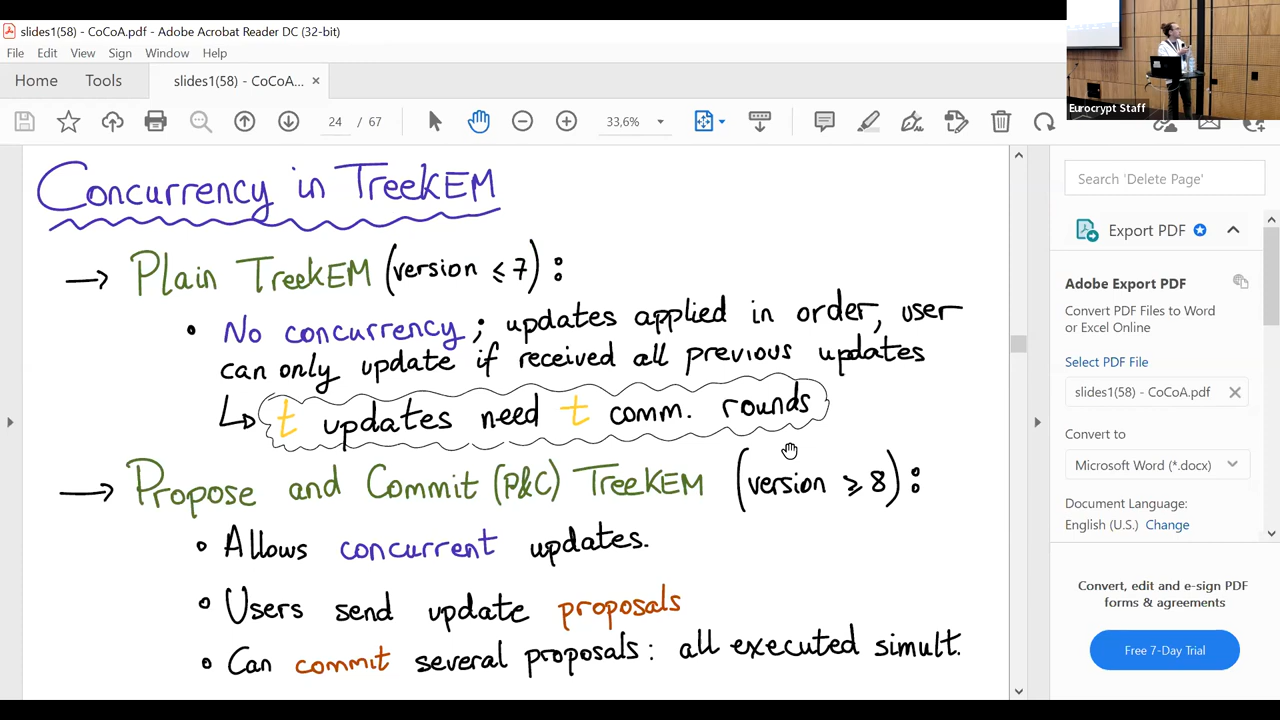 slides1(58) - CoCoA.pdf - Adobe Acrobat Reader DC (32-bit)
File Edit View Sign Window Help
Home Tools slides1(58) - CoCoA... ×
24 / 67 33,6%
Eurocrypt Staff
Concurrency in TreeKEM
→ Plain TreeKEM (version ≤ 7) :
• No concurrency ; updates applied in order, user
can only update if received all previous updates
↳ t updates need t comm. rounds
→ Propose and Commit (P&C) TreeKEM (version ≥ 8) :
• Allows concurrent updates.
• Users send update proposals
• Can commit several proposals : all executed simult.
Search 'Delete Page'
Export PDF
Adobe Export PDF
Convert PDF Files to Word
or Excel Online
Select PDF File
slides1(58) - CoCoA.pdf
Convert to
Microsoft Word (*.docx)
Document Language:
English (U.S.) Change
Convert, edit and e-sign PDF
forms & agreements
Free 7-Day Trial